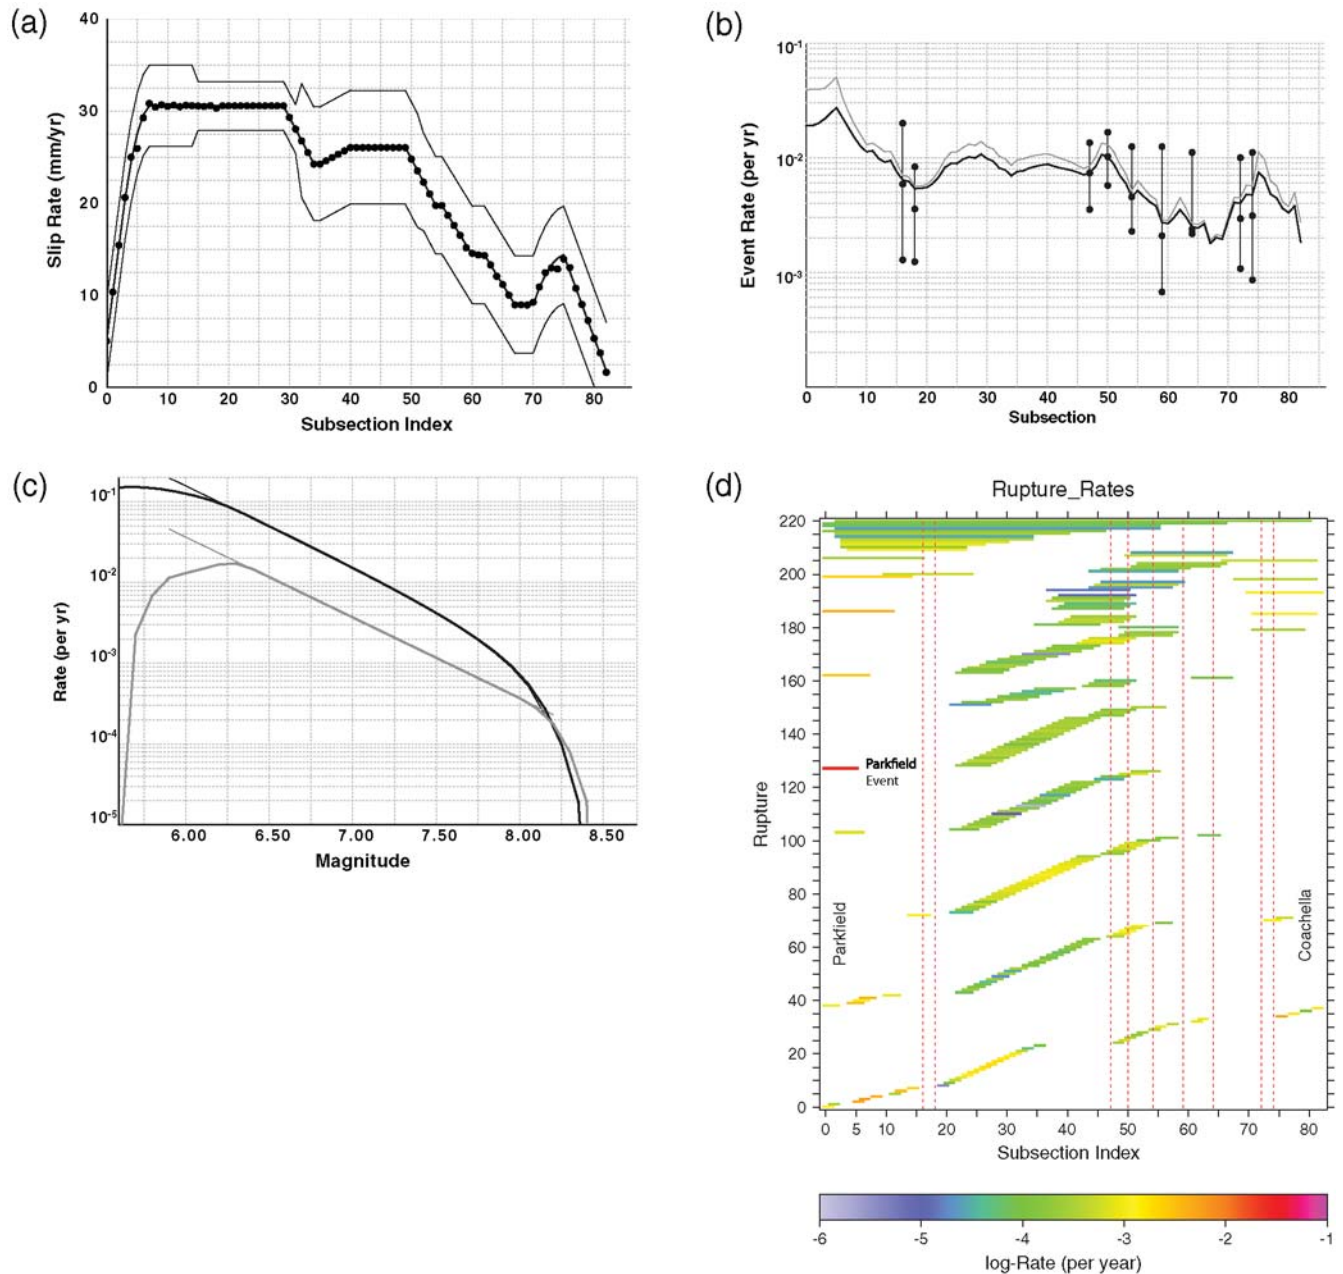 (a)
40
30
20
10
0
Slip Rate (mm/yr)
0 10 20 30 40 50 60 70 80
Subsection Index
(b)
10-1
10-2
10-3
Event Rate (per yr)
0 20 40 60 80
Subsection
(c)
10-1
10-2
10-3
10-4
10-5
Rate (per yr)
6.00 6.50 7.00 7.50 8.00 8.50
Magnitude
(d)
Rupture_Rates
220
200
180
160
140
120
100
80
60
40
20
0
Rupture
Parkfield
Event
Parkfield
Coachella
0 5 10 20 30 40 50 60 70 80
Subsection Index
-6 -5 -4 -3 -2 -1
log-Rate (per year)